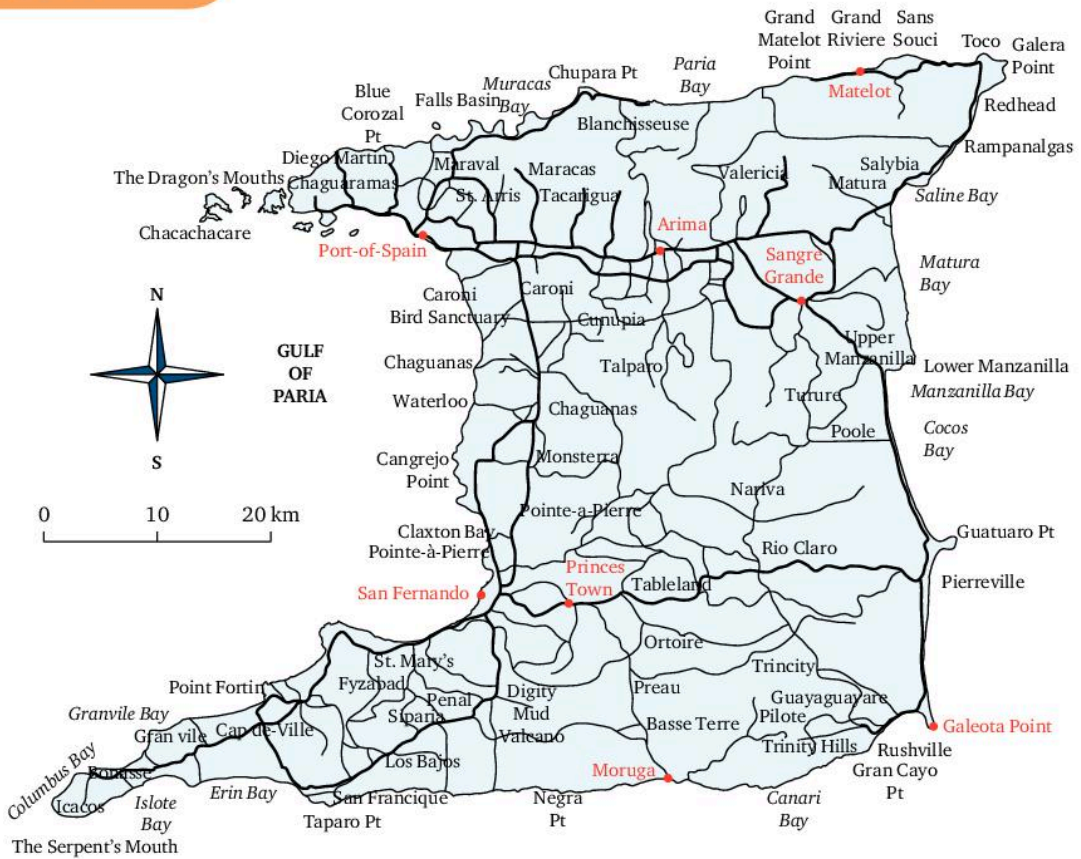 Grand Matelot Point
Grand Riviere
Sans Souci
Toco
Galera Point
Paria Bay
Chupara Pt
Muracas Bay
Falls Basin
Blue Corozal Pt
Matelot
Redhead
Blanchisseuse
Rampanalgas
Diego Martin
Maraval
Maracas
Valericia
Salybia
The Dragon's Mouths
Chaguaramas
St. Arris
Tacarigua
Matura
Saline Bay
Chacachacare
Port-of-Spain
Arima
Sangre Grande
Matura Bay
N
Caroni Bird Sanctuary
Caroni
Cunupia
Upper Manzanilla
GULF
OF
PARIA
Chaguanas
Talparo
Lower Manzanilla
Manzanilla Bay
Waterloo
Chaguanas
Turure
Cocos Bay
Poole
S
Cangrejo Point
Monsterra
Nariva
0 10 20 km
Pointe-a-Pierre
Claxton Bay
Pointe-à-Pierre
Rio Claro
Guatuaro Pt
San Fernando
Princes Town
Tableland
Pierreville
Ortoire
St. Mary's
Trincity
Point Fortin
Fyzabad
Penal
Digity Mud Valcano
Preau
Guayaguayare
Granvile Bay
Siparia
Basse Terre
Pilote
Galeota Point
Gran vile
Cap-de-Ville
Trinity Hills
Rushville
Columbus Bay
Bonasse
Los Bajos
Moruga
Gran Cayo Pt
Icacos
Islote Bay
Erin Bay
San Francique
Negra Pt
Canari Bay
Taparo Pt
The Serpent's Mouth